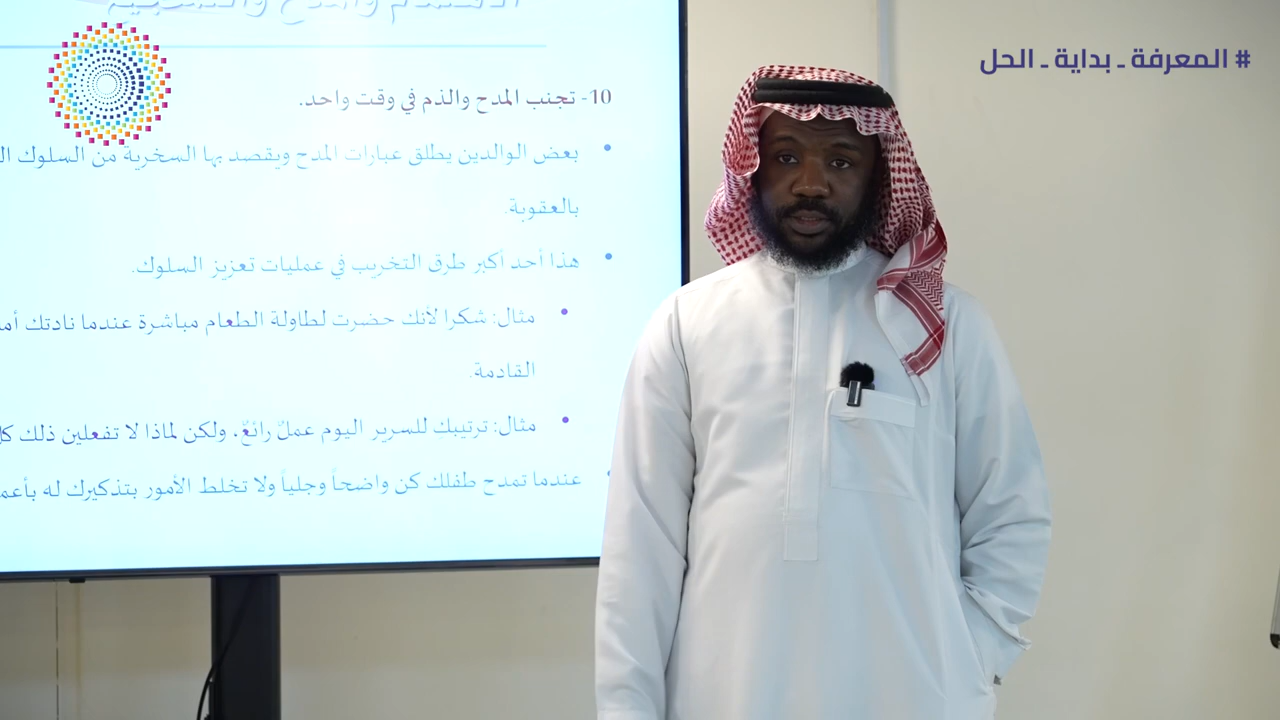 الاهتمام والمدح والتشجيع
# المعرفة ـ بداية ـ الحل
10- تجنب المدح والذم في وقت واحد.
بعض الوالدين يطلق عبارات المدح ويقصد بها السخرية من السلوك
بالعقوبة.
هذا أحد أكبر طرق التخريب في عمليات تعزيز السلوك.
مثال: شكرا لأنك حضرت لطاولة الطعام مباشرة عندما نادتك
القادمة.
مثال: ترتيبك للسرير اليوم عملٌ رائعٌ، ولكن لماذا لا تفعلين ذلك
عندما تمدح طفلك كن واضحاً وجلياً ولا تخلط الأمور بتذكيرك له